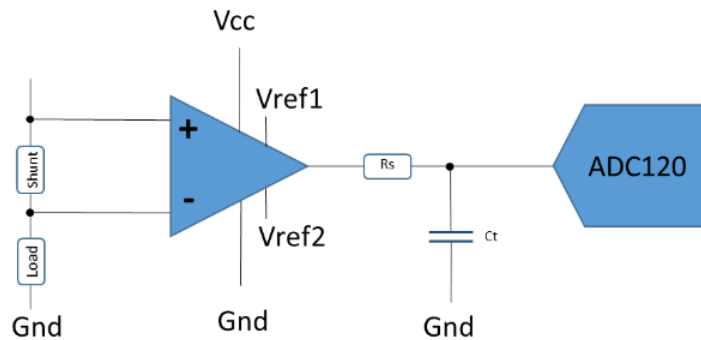 Vcc
Vref1
+
Shunt
Rs
ADC120
-
Load
Vref2
Ct
Gnd
Gnd
Gnd